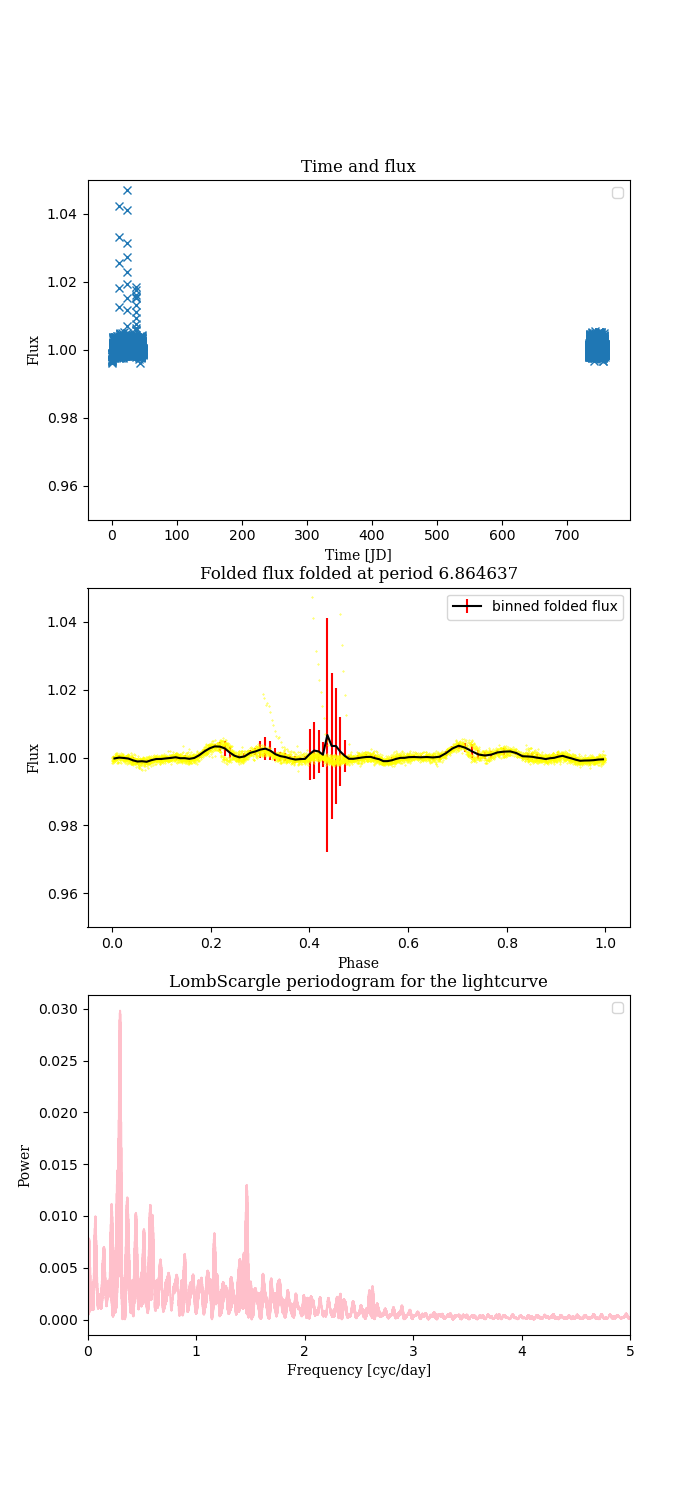 Time and flux
1.04
1.02
1.00
0.98
0.96
Flux
0 100 200 300 400 500 600 700
Time [JD]
Folded flux folded at period 6.864637
binned folded flux
1.04
1.02
1.00
0.98
0.96
Flux
0.0 0.2 0.4 0.6 0.8 1.0
Phase
LombScargle periodogram for the lightcurve
0.030
0.025
0.020
0.015
0.010
0.005
0.000
Power
0 1 2 3 4 5
Frequency [cyc/day]